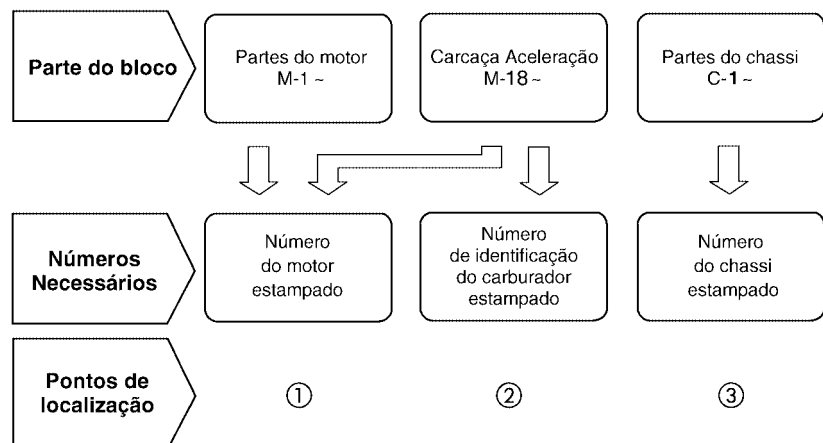 Parte do bloco
Partes do motor
M-1 ~
Carcaça Aceleração
M-18 ~
Partes do chassi
C-1 ~
Números
Necessários
Número
do motor
estampado
Número
de identificação
do carburador
estampado
Número
do chassi
estampado
Pontos de
localização
①
②
③